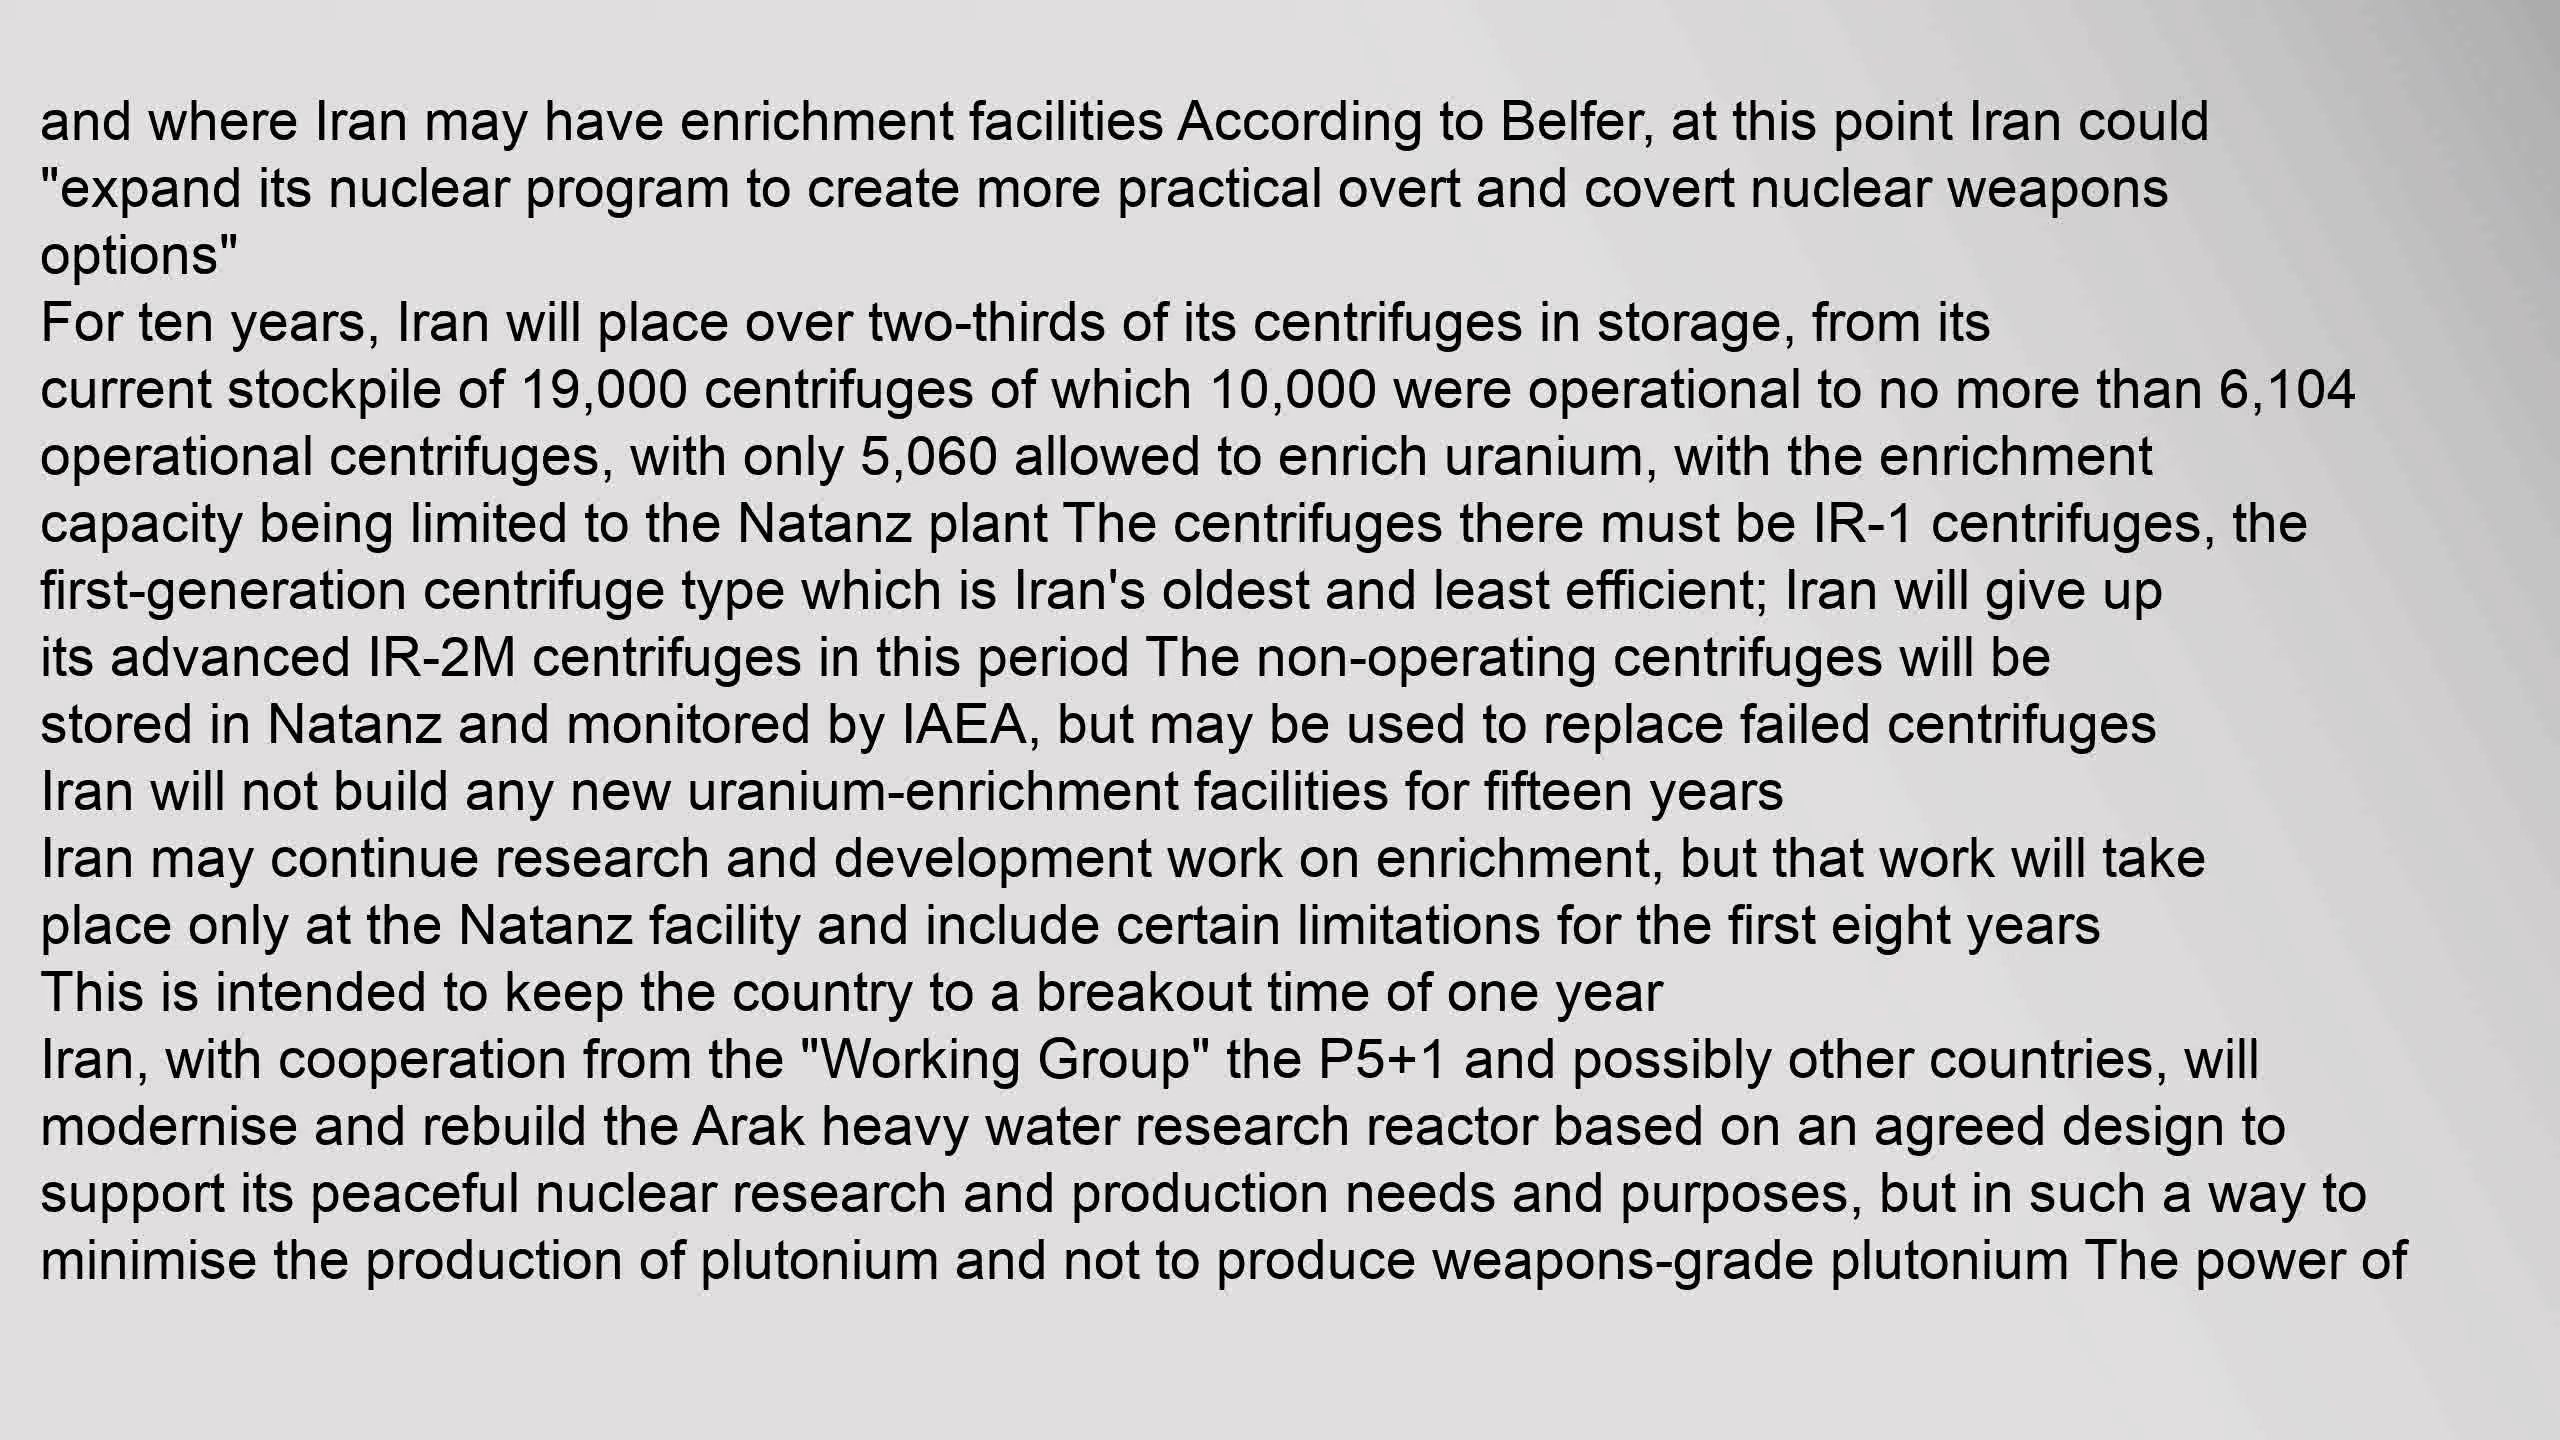 and where Iran may have enrichment facilities According to Belfer, at this point Iran could
"expand its nuclear program to create more practical overt and covert nuclear weapons
options"
For ten years, Iran will place over two-thirds of its centrifuges in storage, from its
current stockpile of 19,000 centrifuges of which 10,000 were operational to no more than 6,104
operational centrifuges, with only 5,060 allowed to enrich uranium, with the enrichment
capacity being limited to the Natanz plant The centrifuges there must be IR-1 centrifuges, the
first-generation centrifuge type which is Iran's oldest and least efficient; Iran will give up
its advanced IR-2M centrifuges in this period The non-operating centrifuges will be
stored in Natanz and monitored by IAEA, but may be used to replace failed centrifuges
Iran will not build any new uranium-enrichment facilities for fifteen years
Iran may continue research and development work on enrichment, but that work will take
place only at the Natanz facility and include certain limitations for the first eight years
This is intended to keep the country to a breakout time of one year
Iran, with cooperation from the "Working Group" the P5+1 and possibly other countries, will
modernise and rebuild the Arak heavy water research reactor based on an agreed design to
support its peaceful nuclear research and production needs and purposes, but in such a way to
minimise the production of plutonium and not to produce weapons-grade plutonium The power of